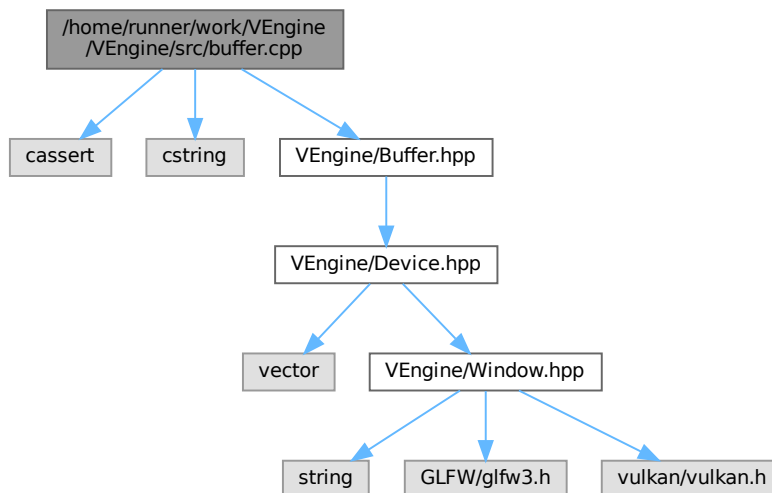 /home/runner/work/VEngine
/VEngine/src/buffer.cpp
cassert
cstring
VEngine/Buffer.hpp
VEngine/Device.hpp
vector
VEngine/Window.hpp
string
GLFW/glfw3.h
vulkan/vulkan.h